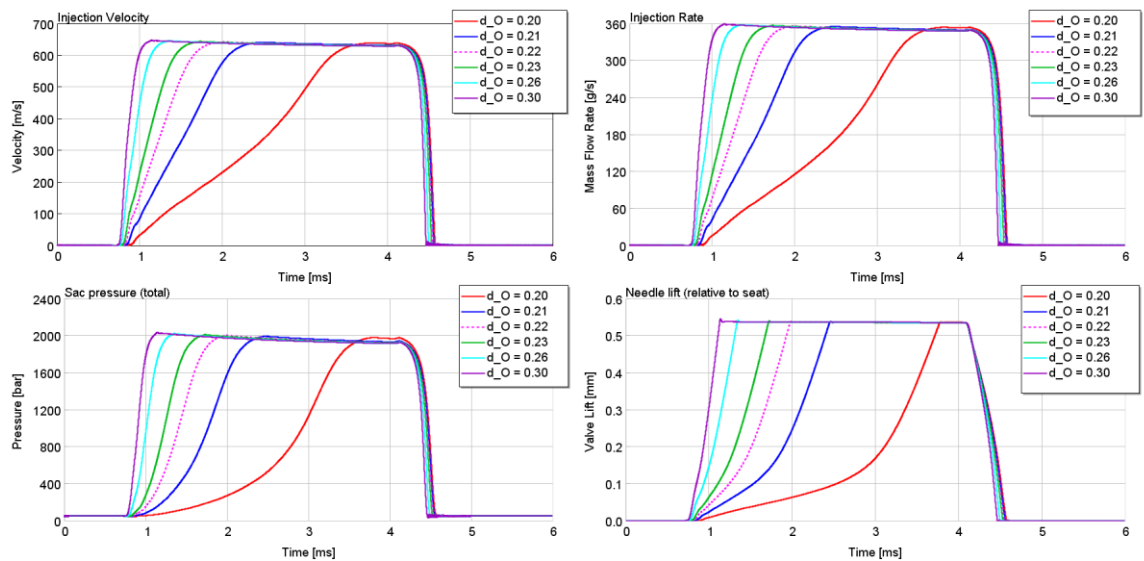 Injection Velocity
Velocity [m/s]
800
700
600
500
400
300
200
100
0
0 1 2 3 4 5 6
Time [ms]
d_O = 0.20
d_O = 0.21
d_O = 0.22
d_O = 0.23
d_O = 0.26
d_O = 0.30
Injection Rate
Mass Flow Rate [g/s]
360
300
240
180
120
60
0
0 1 2 3 4 5 6
Time [ms]
d_O = 0.20
d_O = 0.21
d_O = 0.22
d_O = 0.23
d_O = 0.26
d_O = 0.30
Sac pressure (total)
Pressure [bar]
2400
2000
1600
1200
800
400
0
0 1 2 3 4 5 6
Time [ms]
d_O = 0.20
d_O = 0.21
d_O = 0.22
d_O = 0.23
d_O = 0.26
d_O = 0.30
Needle lift (relative to seat)
Valve Lift [mm]
0.6
0.5
0.4
0.3
0.2
0.1
0.0
0 1 2 3 4 5 6
Time [ms]
d_O = 0.20
d_O = 0.21
d_O = 0.22
d_O = 0.23
d_O = 0.26
d_O = 0.30